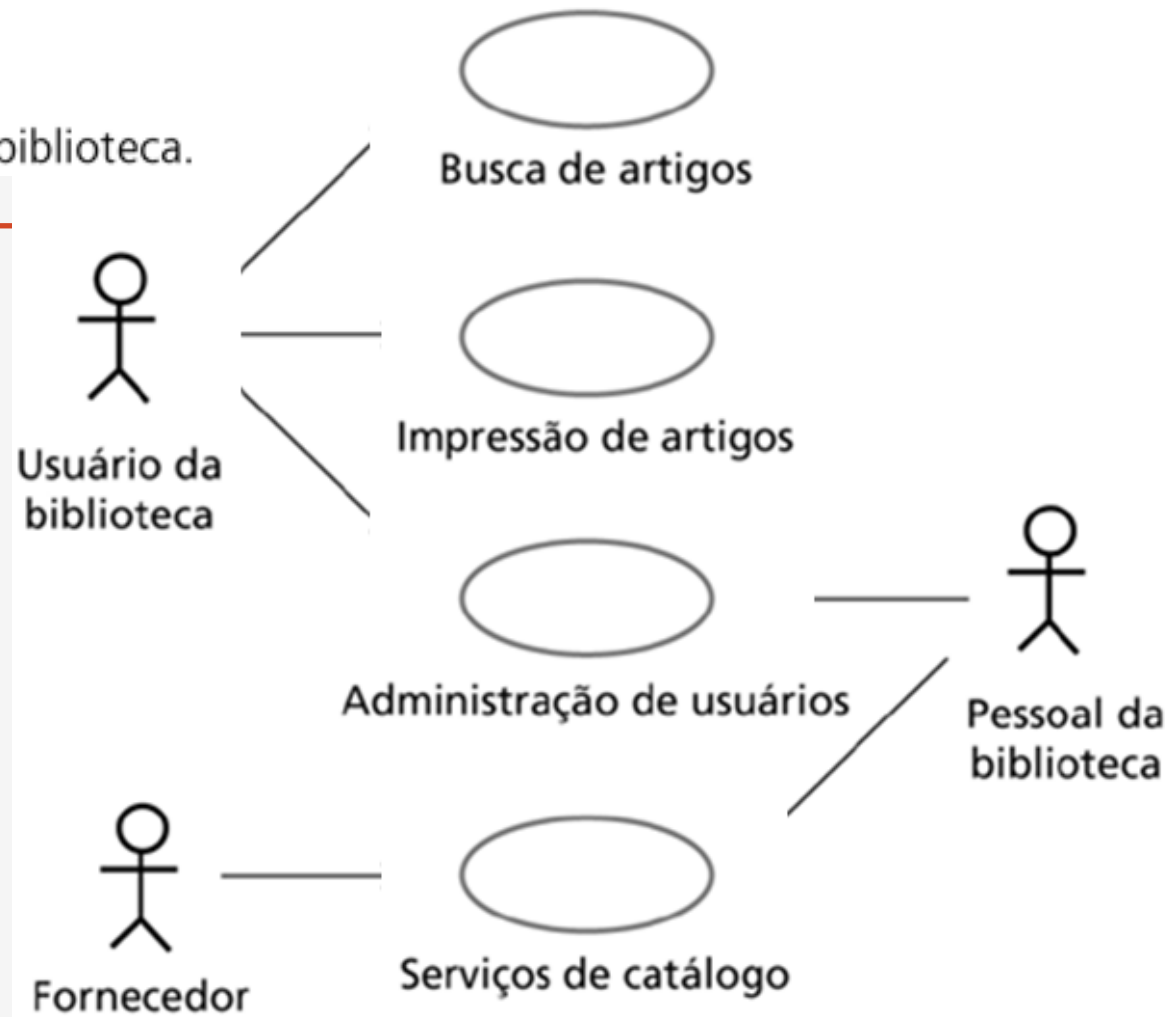 biblioteca.
Busca de artigos
Impressão de artigos
Usuário da
biblioteca
Administração de usuários
Pessoal da
biblioteca
Serviços de catálogo
Fornecedor